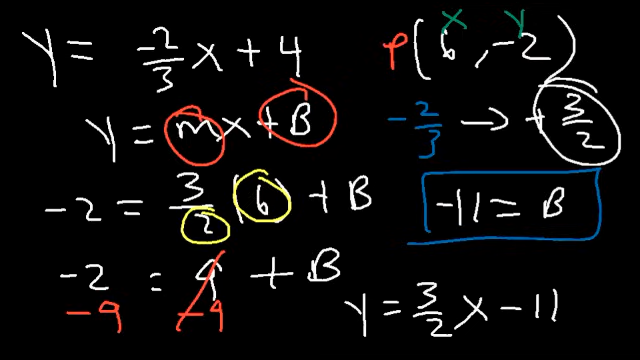 Y = -2/3 x + 4
Y = mx + B
-2 = 3/2 (6) + B
-2 = 9 + B
-9 -9
X Y
P(6, -2)
-2/3 → + 3/2
-11 = B
Y = 3/2 x - 11